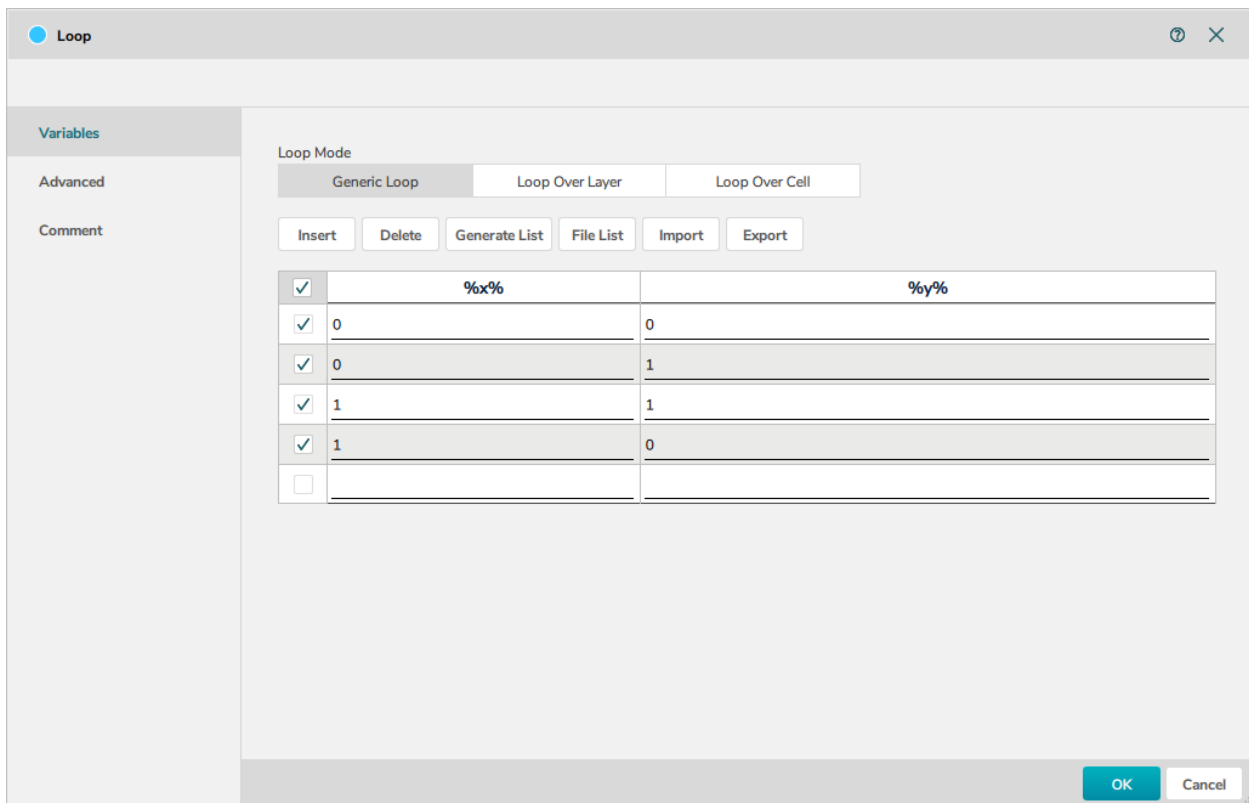 Loop
Variables
Advanced
Comment
Loop Mode
Generic Loop Loop Over Layer Loop Over Cell
Insert Delete Generate List File List Import Export
%x% %y%
0 0
0 1
1 1
1 0
OK Cancel